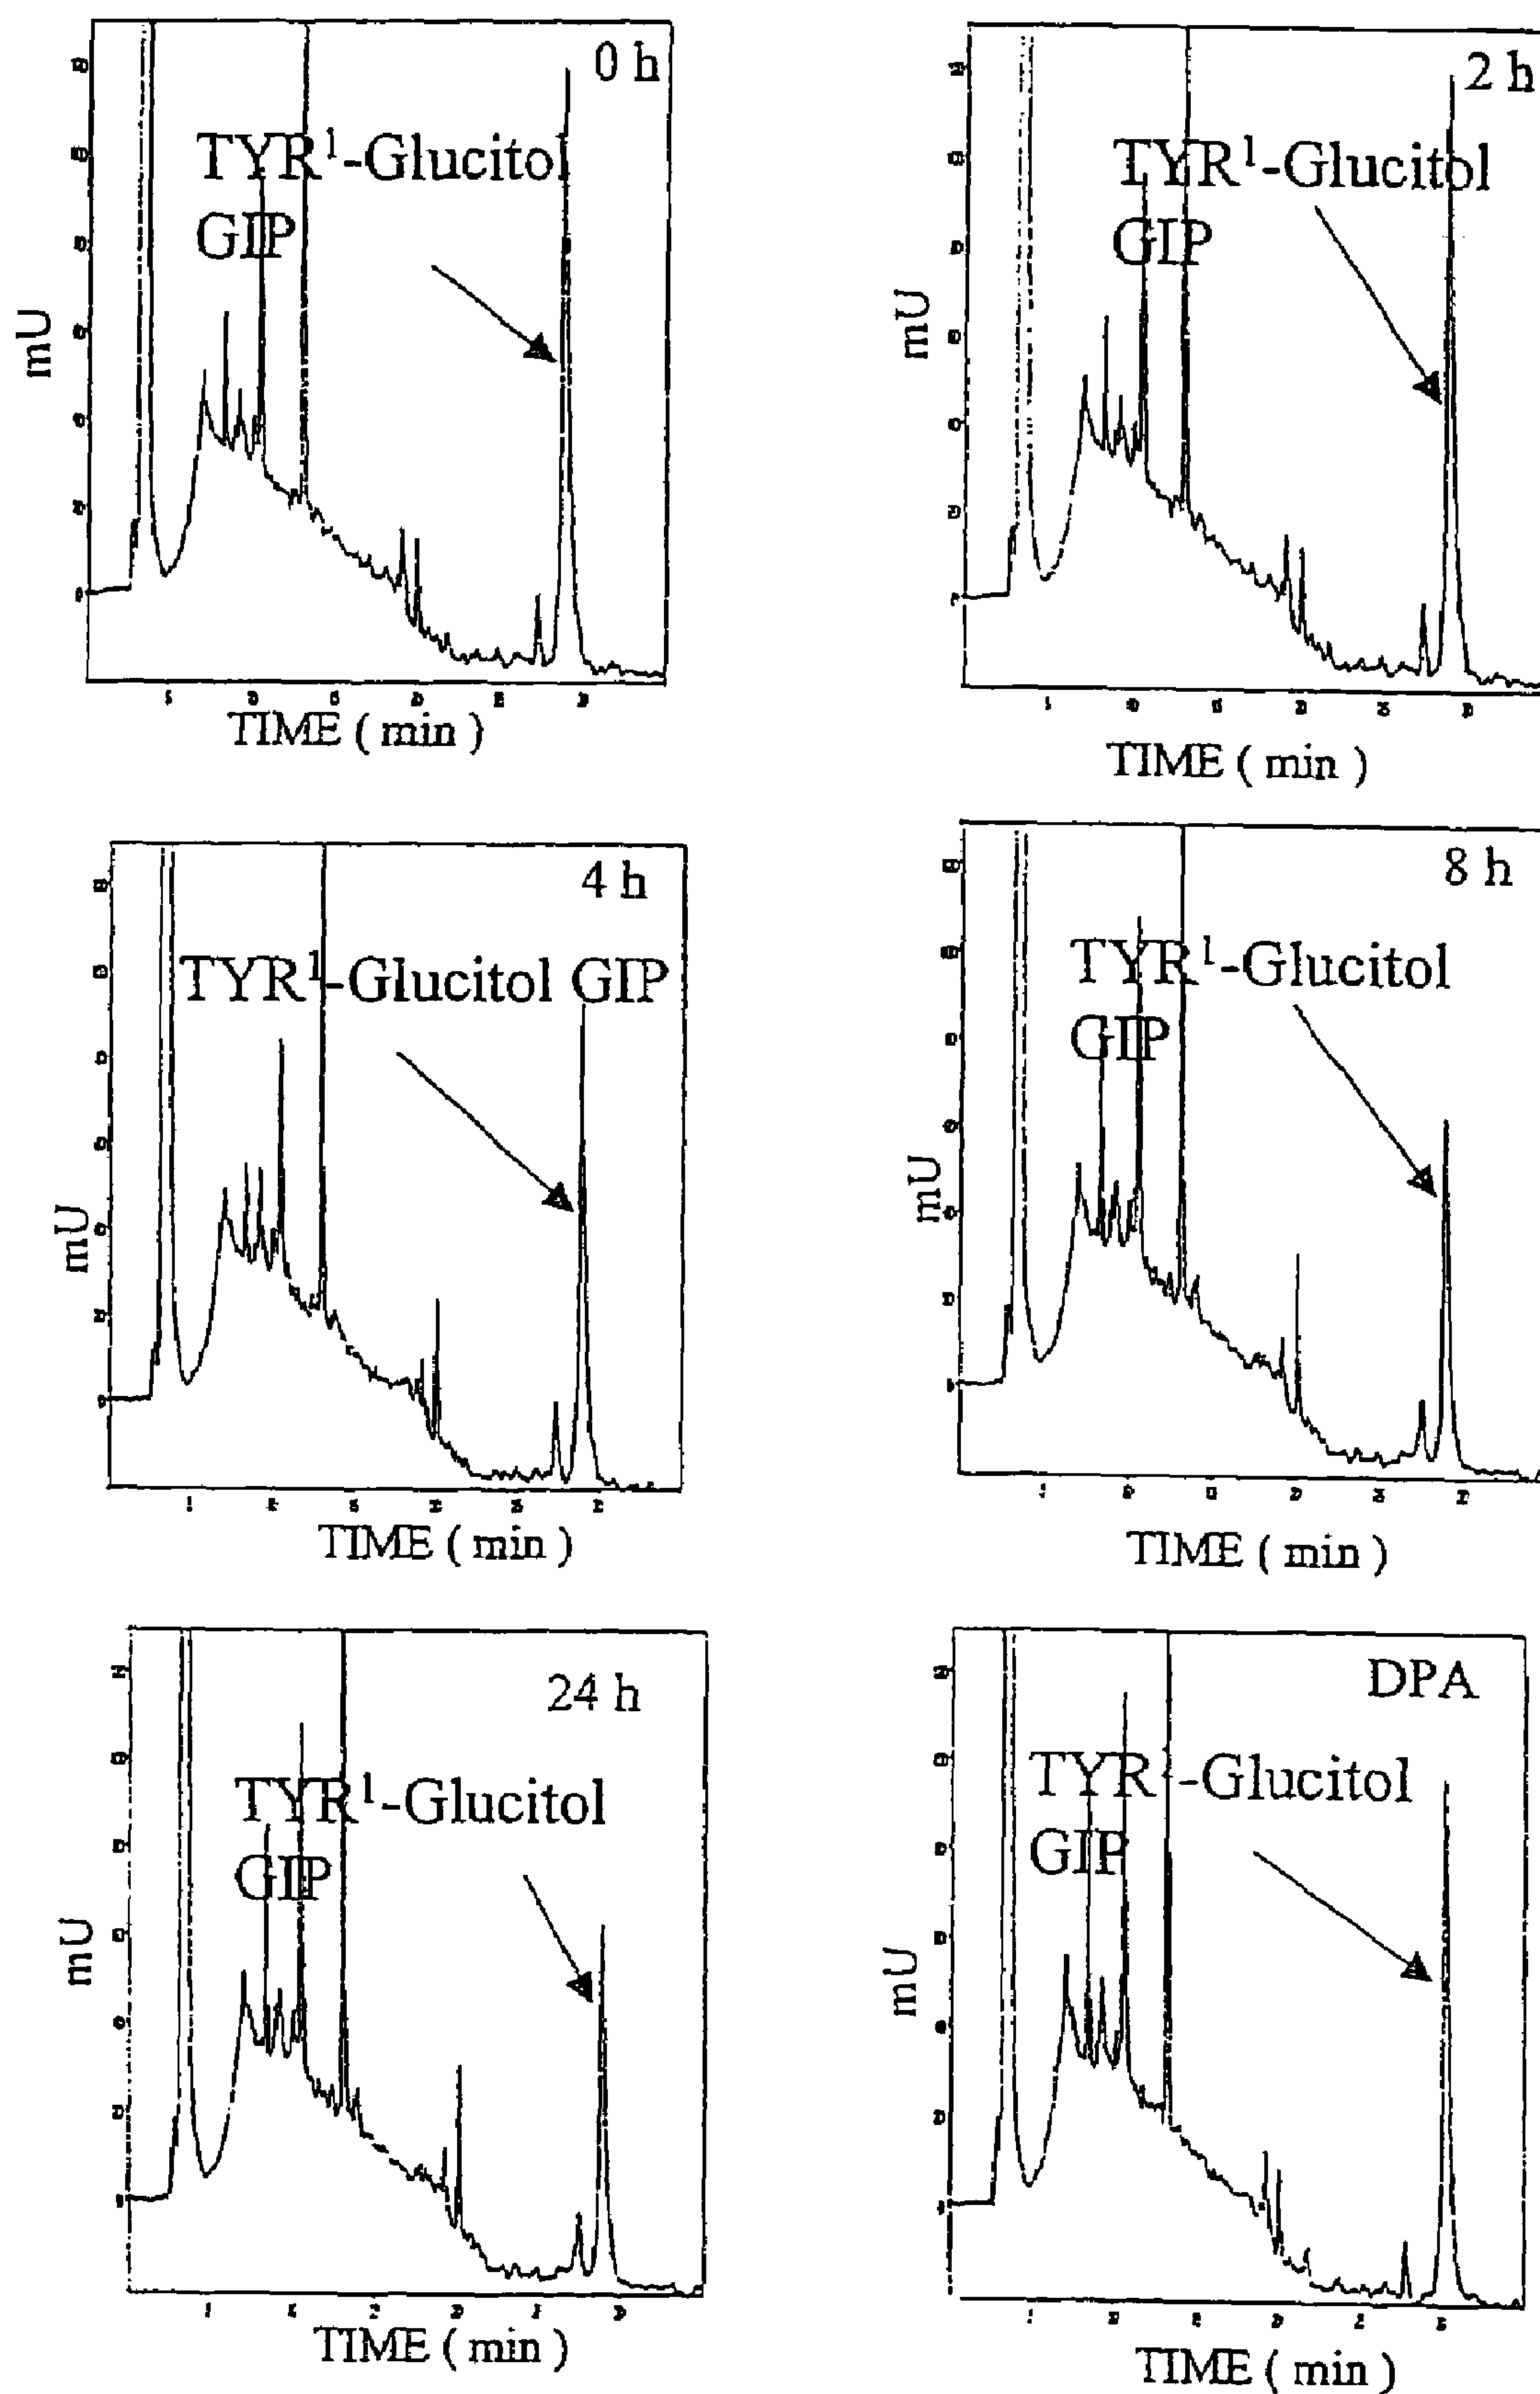 0 h
TYR¹-Glucitol
GIP
mU
TIME ( min )
2 h
TYR¹-Glucitol
GIP
mU
TIME ( min )
4 h
TYR¹-Glucitol GIP
mU
TIME ( min )
8 h
TYR¹-Glucitol
GIP
mU
TIME ( min )
24 h
TYR¹-Glucitol
GIP
mU
TIME ( min )
DPA
TYR -Glucitol
GIP
mU
TIME ( min )